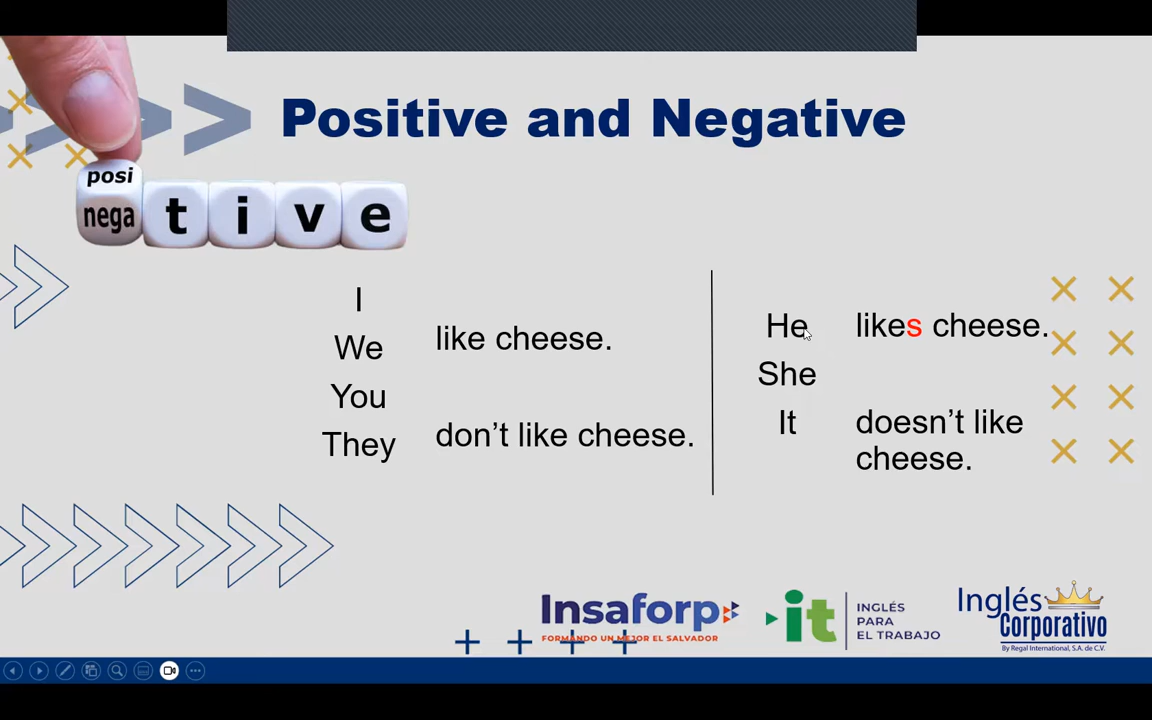 Positive and Negative
posi
nega t i v e
I
We
You
They
like cheese.
don’t like cheese.
He
She
It
likes cheese.
doesn’t like
cheese.
Insaforp
FORMANDO UN MEJOR EL SALVADOR
it
INGLÉS
PARA
EL TRABAJO
Inglés
Corporativo
By Regal International, S.A. de C.V.